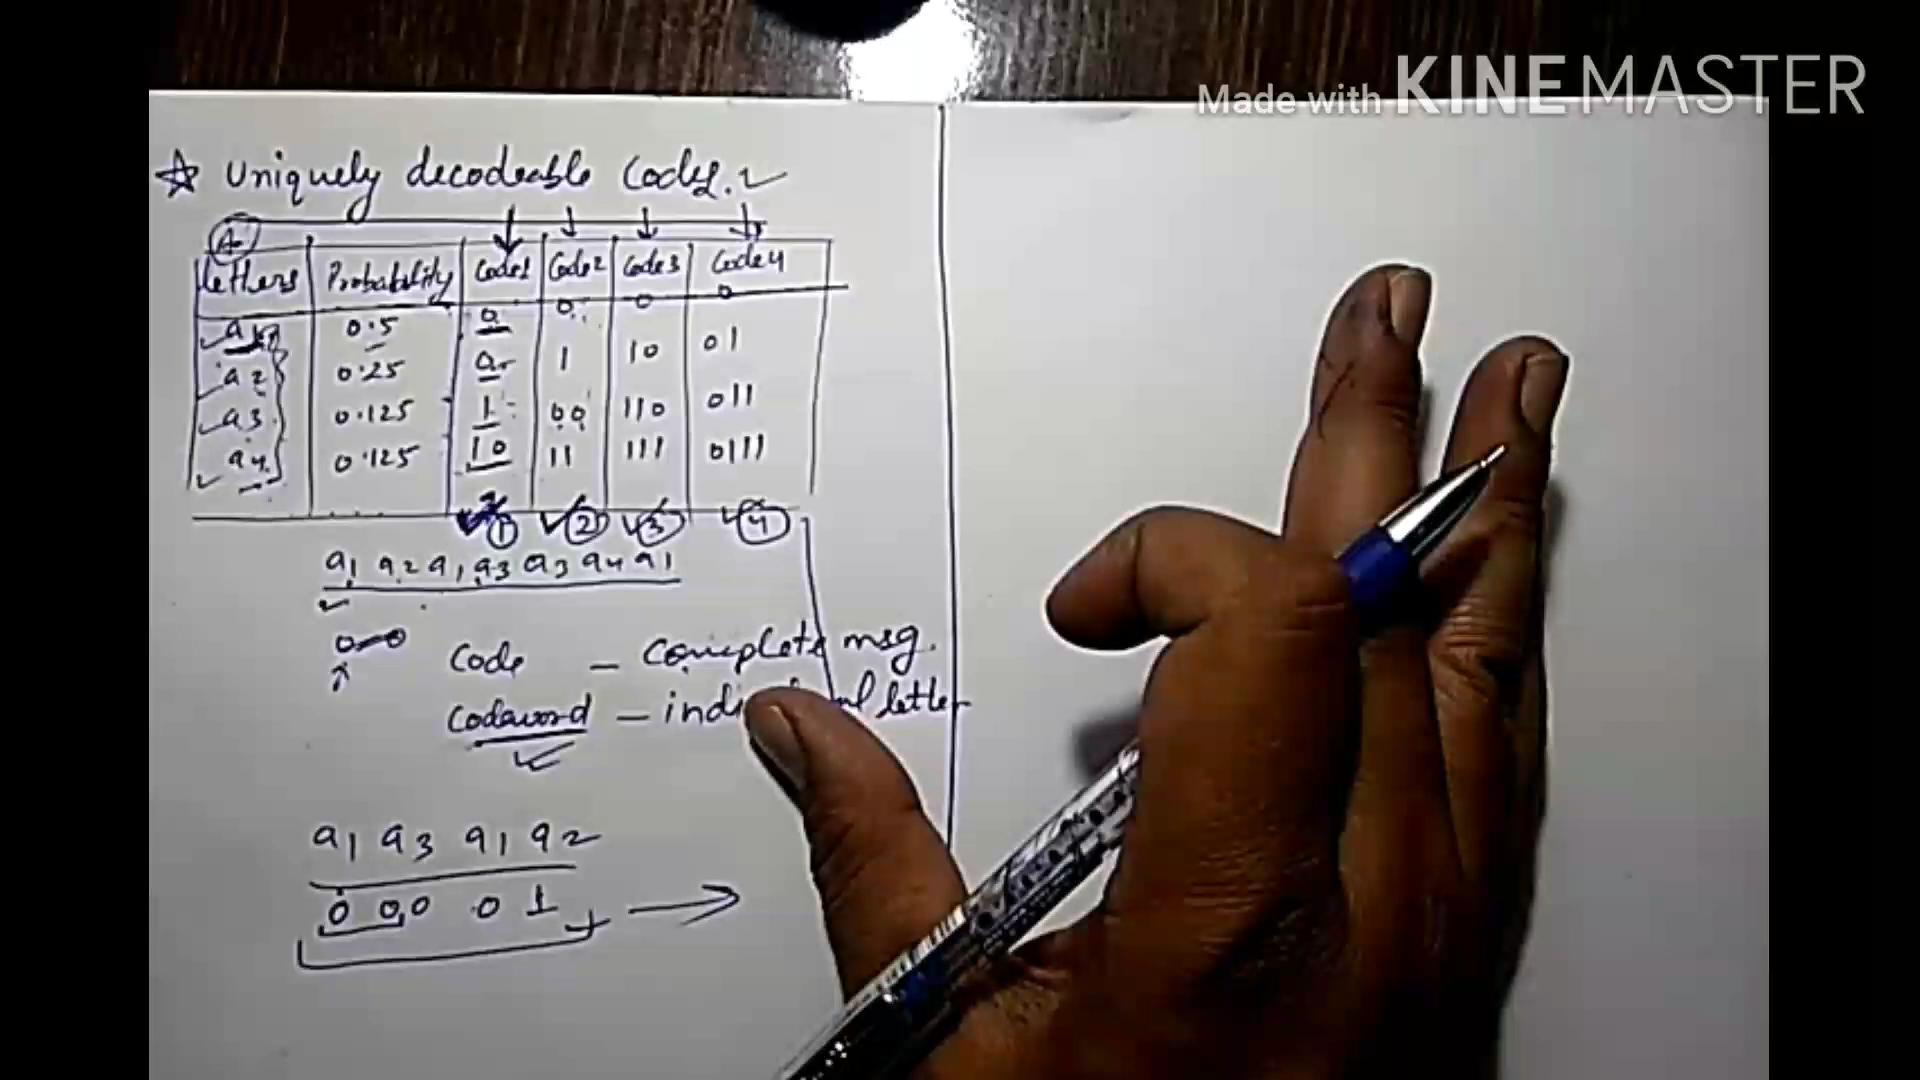 Made with KINEMASTER
☆ Uniquely decodeable Codes.
A
letters Probability Code1 Code2 Code3 Code4
a1 0.5 0 0 0 0
a2 0.25 0 1 10 01
a3 0.125 1 00 110 011
a4 0.125 10 11 111 0111
1 2 3 4
a1 a2 a1 a3 a3 a4 a1
0 0
Code - Complete msg.
Codeword - letter
a1 a3 a1 a2
0 00 0 1